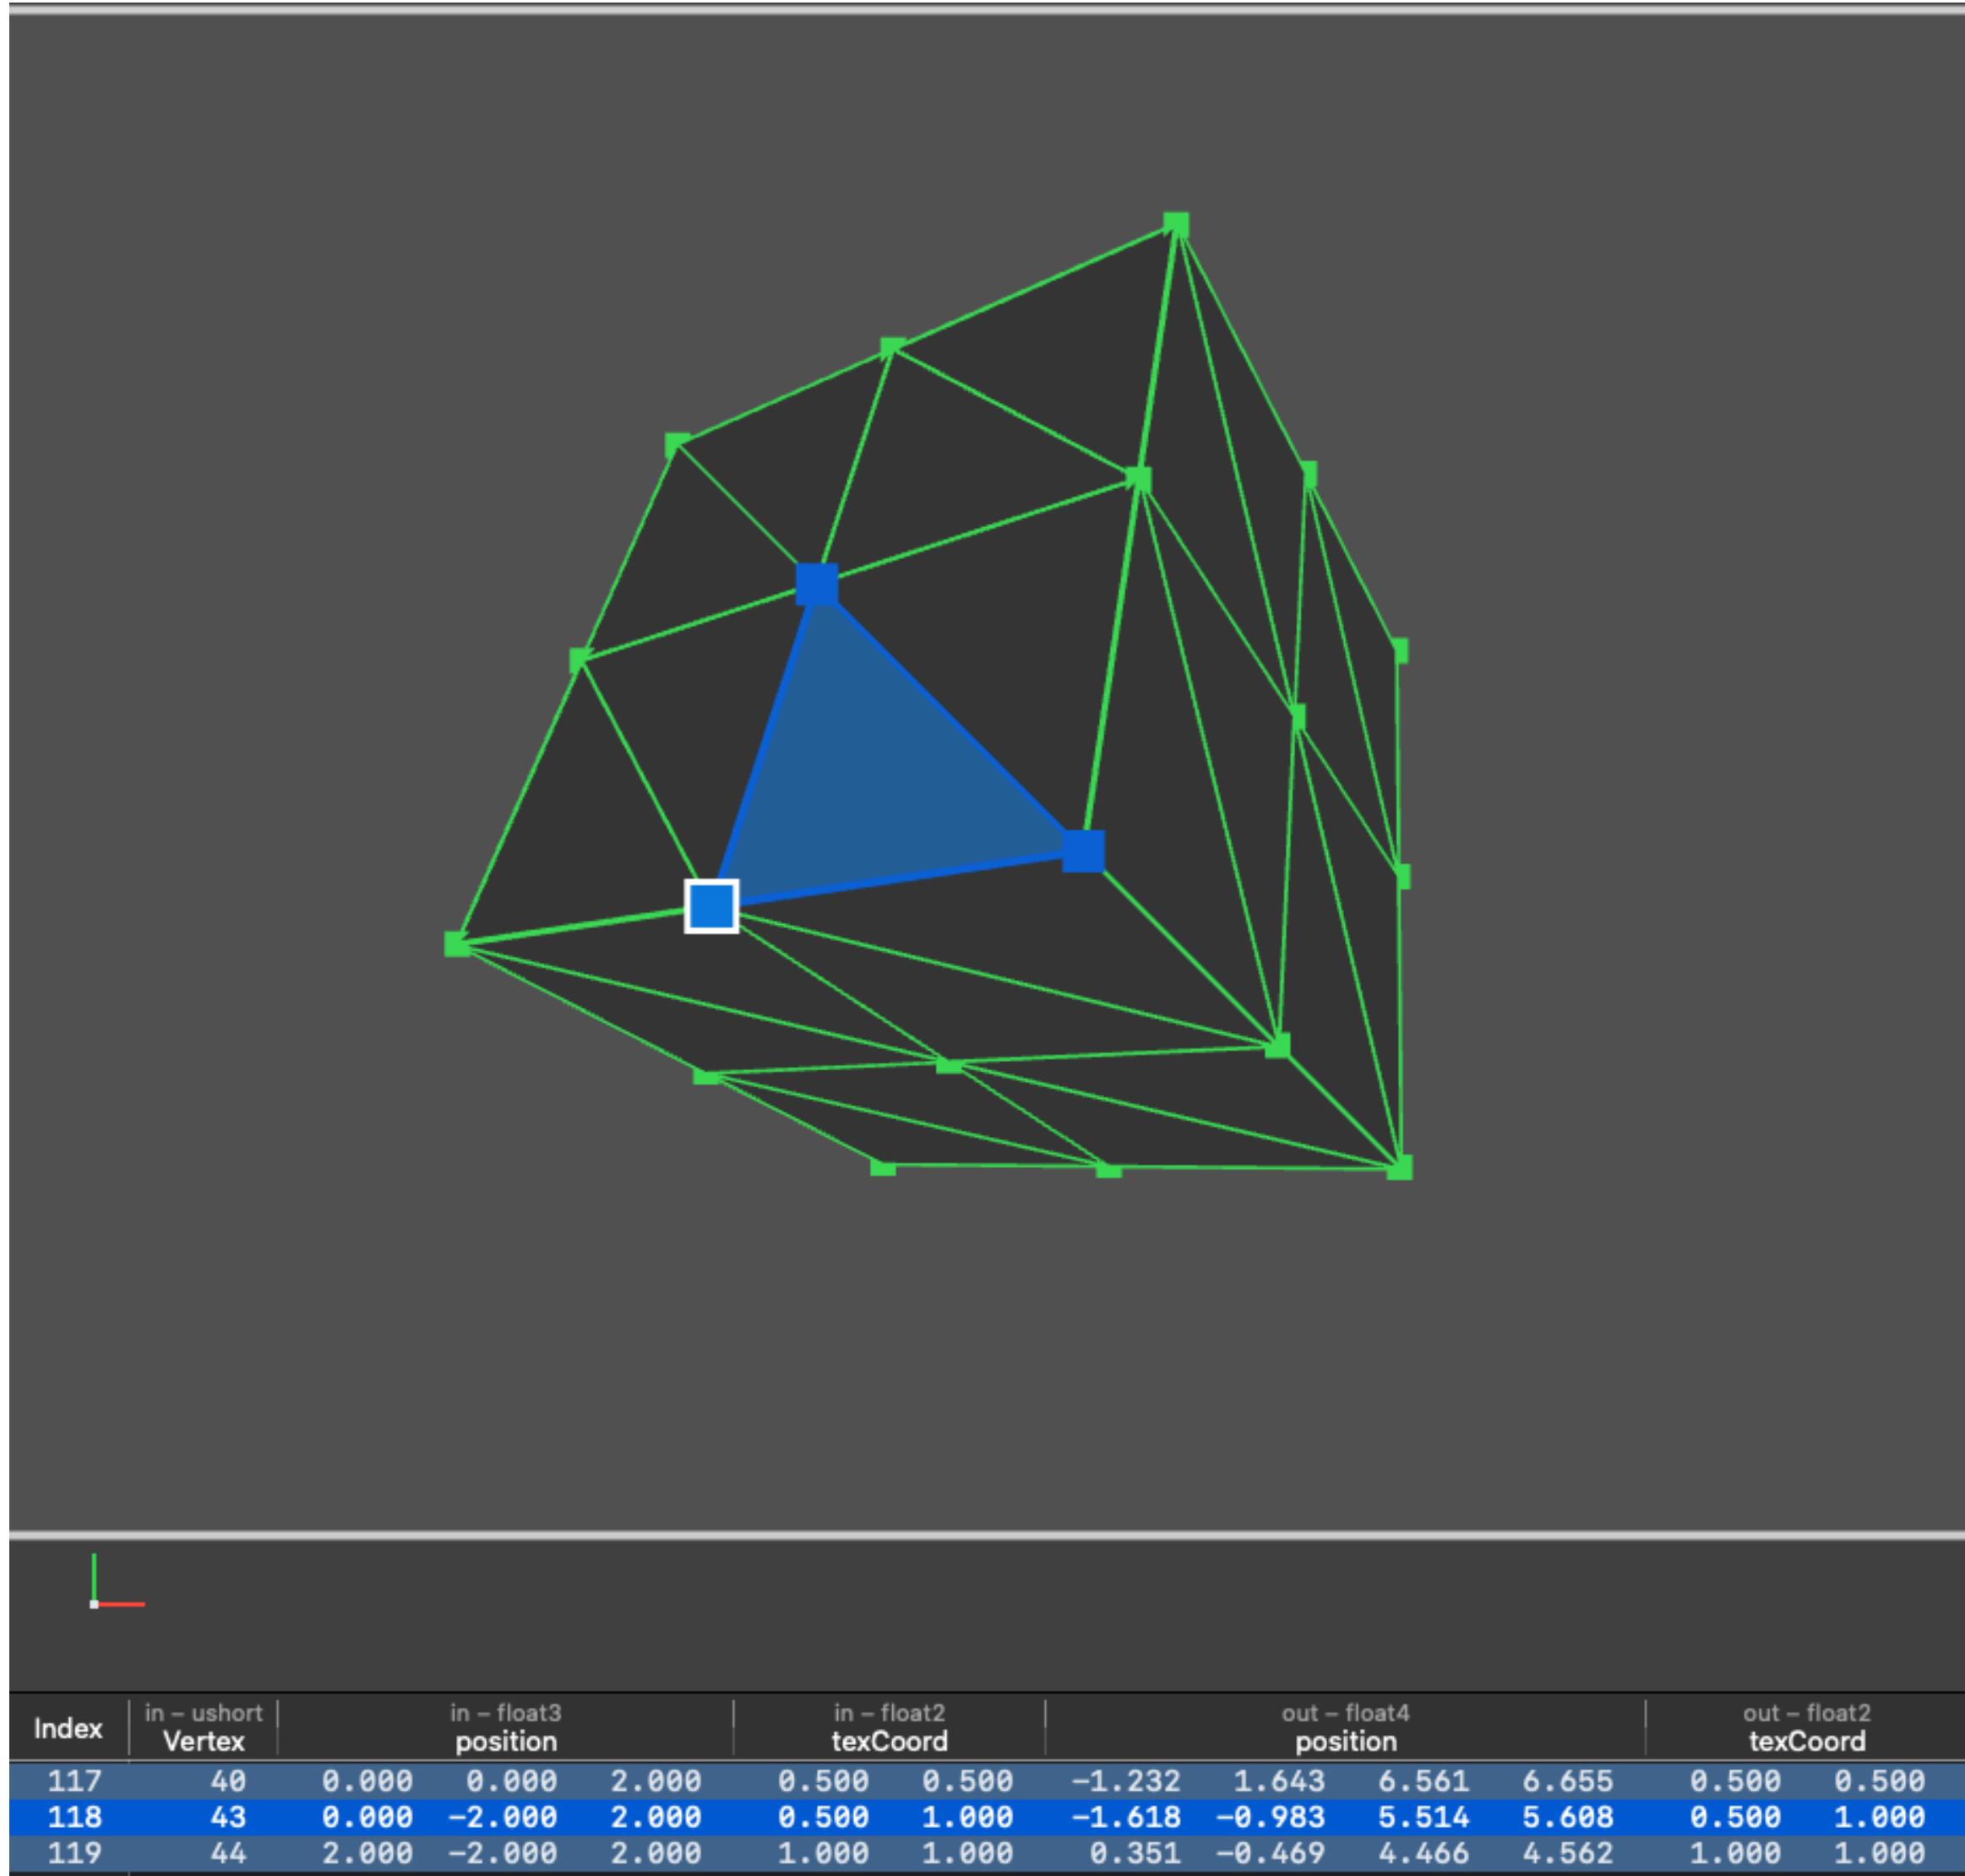 in – ushort in – float3 in – float2 out – float4 out – float2
Index Vertex position texCoord position texCoord
117 40 0.000 0.000 2.000 0.500 0.500 −1.232 1.643 6.561 6.655 0.500 0.500
118 43 0.000 −2.000 2.000 0.500 1.000 −1.618 −0.983 5.514 5.608 0.500 1.000
119 44 2.000 −2.000 2.000 1.000 1.000 0.351 −0.469 4.466 4.562 1.000 1.000